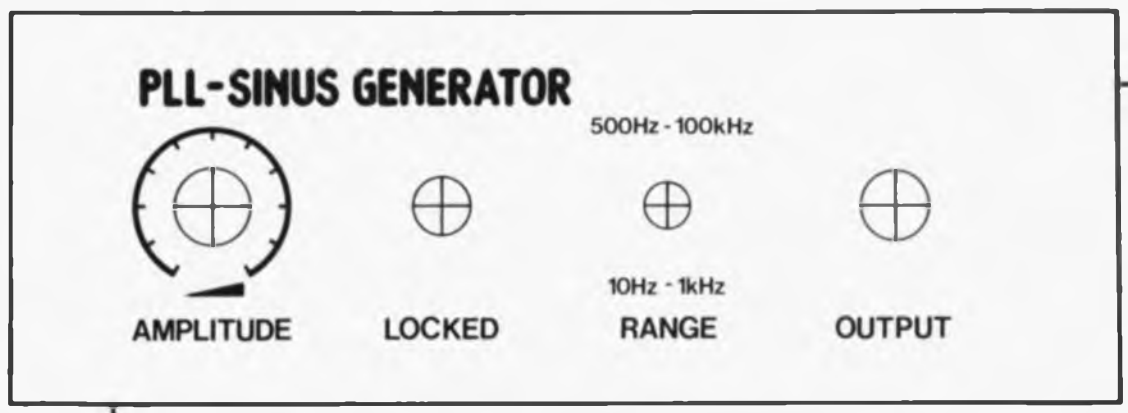 PLL-SINUS GENERATOR
500Hz - 100kHz
10Hz - 1kHz
AMPLITUDE LOCKED RANGE OUTPUT